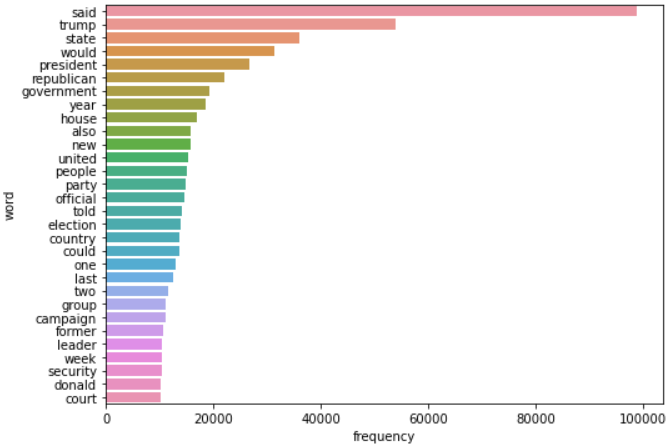 said
trump
state
would
president
republican
government
year
house
also
new
united
people
party
official
told
election
country
could
one
last
two
group
campaign
former
leader
week
security
donald
court
word
0 20000 40000 60000 80000 100000
frequency